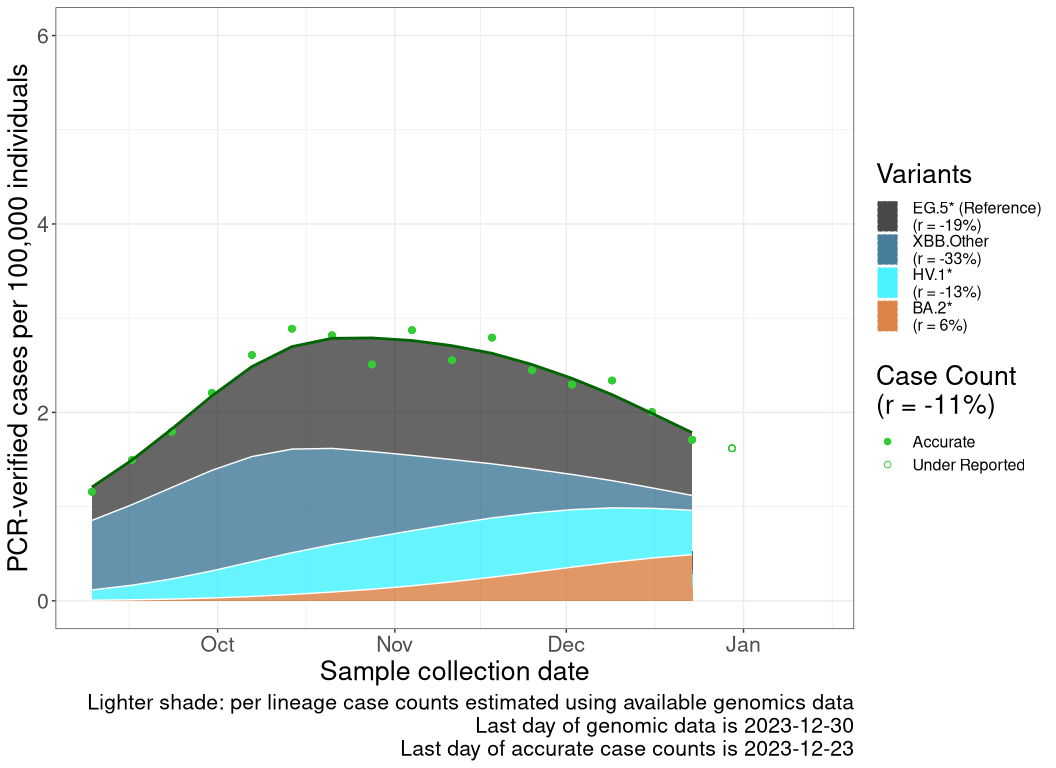 PCR-verified cases per 100,000 individuals
6
4
2
0
Oct
Nov
Dec
Jan
Sample collection date
Lighter shade: per lineage case counts estimated using available genomics data
Last day of genomic data is 2023-12-30
Last day of accurate case counts is 2023-12-23
Variants
EG.5* (Reference)
(r = -19%)
XBB.Other
(r = -33%)
HV.1*
(r = -13%)
BA.2*
(r = 6%)
Case Count
(r = -11%)
Accurate
Under Reported